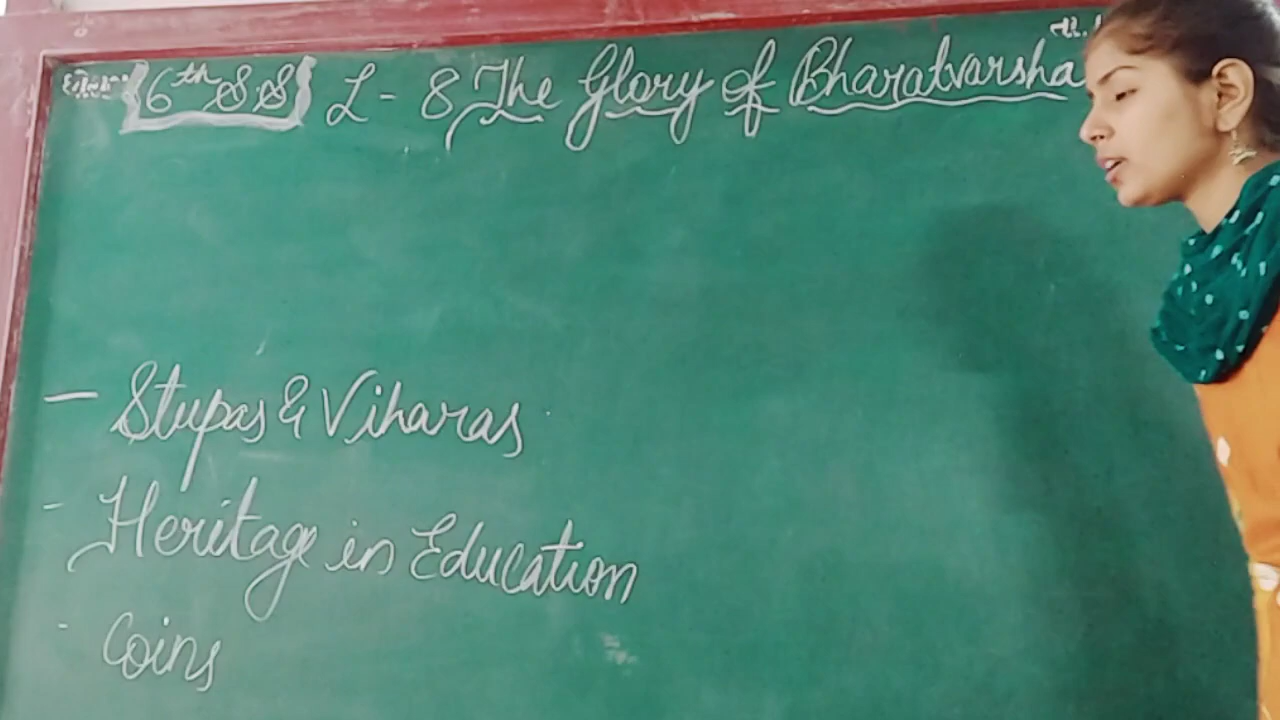 6th S.S L - 8 The Glory of Bharatvarsha તા.
— Stupas & Viharas
- Heritage in Education
- Coins